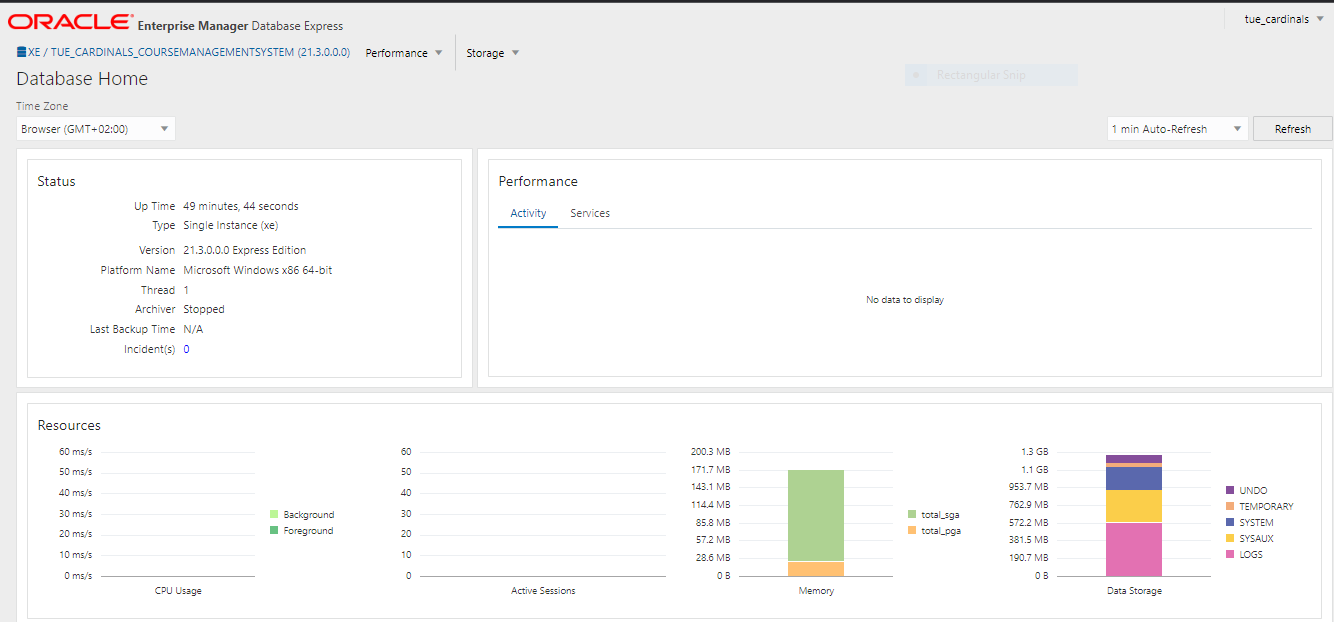 ORACLE Enterprise Manager Database Express
tue_cardinals
XE / TUE_CARDINALS_COURSEMANAGEMENTSYSTEM (21.3.0.0.0) Performance Storage
Rectangular Snip
Database Home
Time Zone
Browser (GMT+02:00)
1 min Auto-Refresh Refresh
Status
Up Time 49 minutes, 44 seconds
Type Single Instance (xe)
Version 21.3.0.0.0 Express Edition
Platform Name Microsoft Windows x86 64-bit
Thread 1
Archiver Stopped
Last Backup Time N/A
Incident(s) 0
Performance
Activity Services
No data to display
Resources
60 ms/s
50 ms/s
40 ms/s
30 ms/s
20 ms/s
10 ms/s
0 ms/s
CPU Usage
Background
Foreground
60
50
40
30
20
10
0
Active Sessions
200.3 MB
171.7 MB
143.1 MB
114.4 MB
85.8 MB
57.2 MB
28.6 MB
0 B
Memory
total_sga
total_pga
1.3 GB
1.1 GB
953.7 MB
762.9 MB
572.2 MB
381.5 MB
190.7 MB
0 B
Data Storage
UNDO
TEMPORARY
SYSTEM
SYSAUX
LOGS